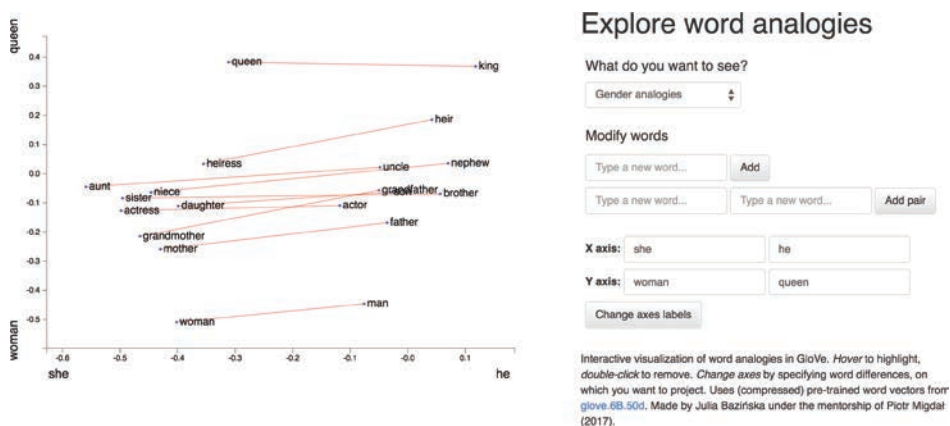 Explore word analogies
What do you want to see?
Gender analogies
Modify words
Type a new word...
Add
Type a new word...
Type a new word...
Add pair
X axis:
she
he
Y axis:
woman
queen
Change axes labels
Interactive visualization of word analogies in GloVe. Hover to highlight,
double-click to remove. Change axes by specifying word differences, on
which you want to project. Uses (compressed) pre-trained word vectors from
glove.6B.50d. Made by Julia Bazińska under the mentorship of Piotr Migdał
(2017).
queen
0.4
0.3
0.2
0.1
0.0
-0.1
-0.2
-0.3
-0.4
-0.5
woman
-0.6
-0.5
-0.4
-0.3
-0.2
-0.1
-0.0
0.1
she
he
queen
king
heir
heiress
uncle
nephew
aunt
niece
grandfather
son
brother
sister
daughter
actor
actress
father
grandmother
mother
man
woman